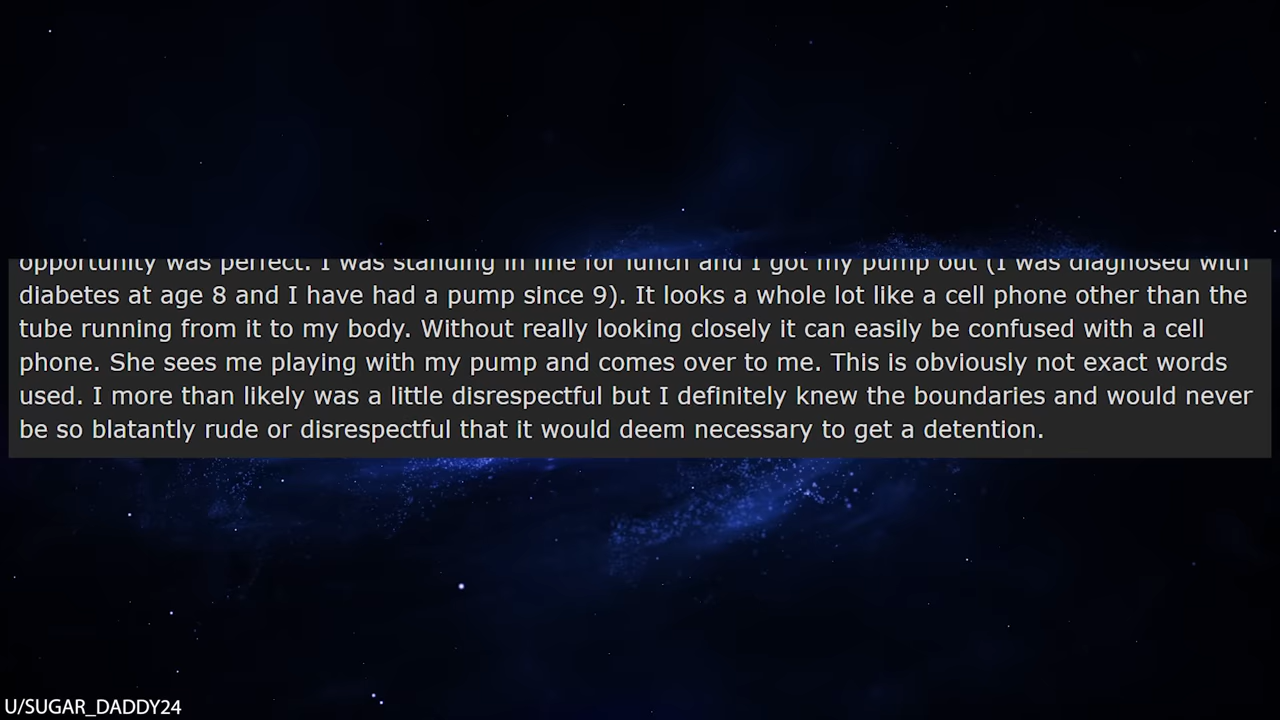 opportunity was perfect. I was standing in line for lunch and I got my pump out (I was diagnosed with
diabetes at age 8 and I have had a pump since 9). It looks a whole lot like a cell phone other than the
tube running from it to my body. Without really looking closely it can easily be confused with a cell
phone. She sees me playing with my pump and comes over to me. This is obviously not exact words
used. I more than likely was a little disrespectful but I definitely knew the boundaries and would never
be so blatantly rude or disrespectful that it would deem necessary to get a detention.
U/SUGAR_DADDY24